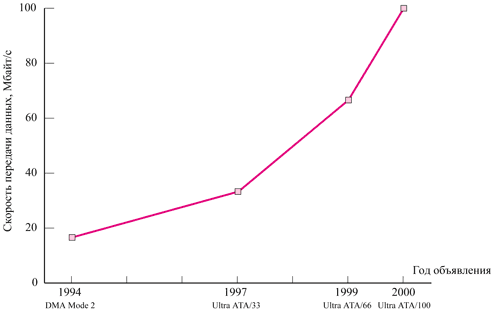 Скорость передачи данных, Мбайт/с
100
80
60
40
20
0
Год объявления
1994 1997 1999 2000
DMA Mode 2 Ultra ATA/33 Ultra ATA/66 Ultra ATA/100